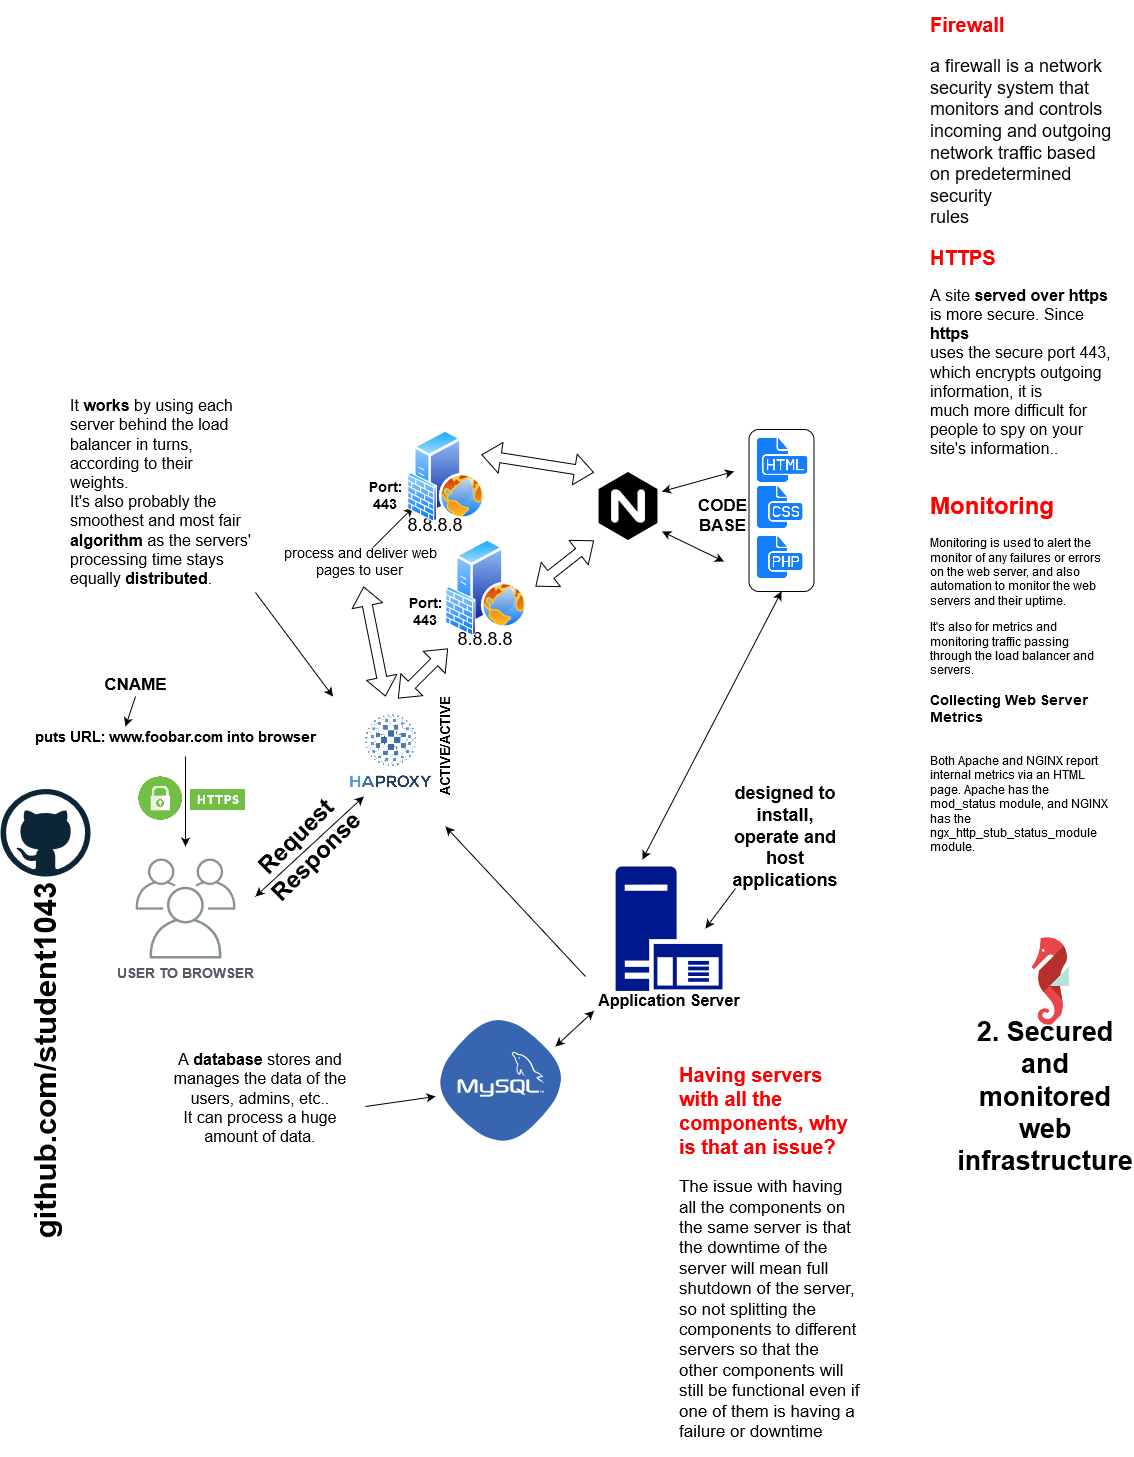 Firewall
a firewall is a network
security system that
monitors and controls
incoming and outgoing
network traffic based
on predetermined
security
rules
HTTPS
A site served over https
is more secure. Since
https
uses the secure port 443,
which encrypts outgoing
information, it is
much more difficult for
people to spy on your
site's information..
Monitoring
Monitoring is used to alert the
monitor of any failures or errors
on the web server, and also
automation to monitor the web
servers and their uptime.
It's also for metrics and
monitoring traffic passing
through the load balancer and
servers.
Collecting Web Server
Metrics
Both Apache and NGINX report
internal metrics via an HTML
page. Apache has the
mod_status module, and NGINX
has the
ngx_http_stub_status_module
module.
It works by using each
server behind the load
balancer in turns,
according to their
weights.
It's also probably the
smoothest and most fair
algorithm as the servers'
processing time stays
equally distributed.
Port:
443
8.8.8.8
process and deliver web
pages to user
Port:
443
8.8.8.8
N
CODE
BASE
HTML
CSS
PHP
CNAME
puts URL: www.foobar.com into browser
HTTPS
HAPROXY
ACTIVE/ACTIVE
Request
Response
USER TO BROWSER
github.com/student1043
designed to
install,
operate and
host
applications
Application Server
A database stores and
manages the data of the
users, admins, etc..
It can process a huge
amount of data.
MySQL
TM
Having servers
with all the
components, why
is that an issue?
The issue with having
all the components on
the same server is that
the downtime of the
server will mean full
shutdown of the server,
so not splitting the
components to different
servers so that the
other components will
still be functional even if
one of them is having a
failure or downtime
2. Secured
and
monitored
web
infrastructure